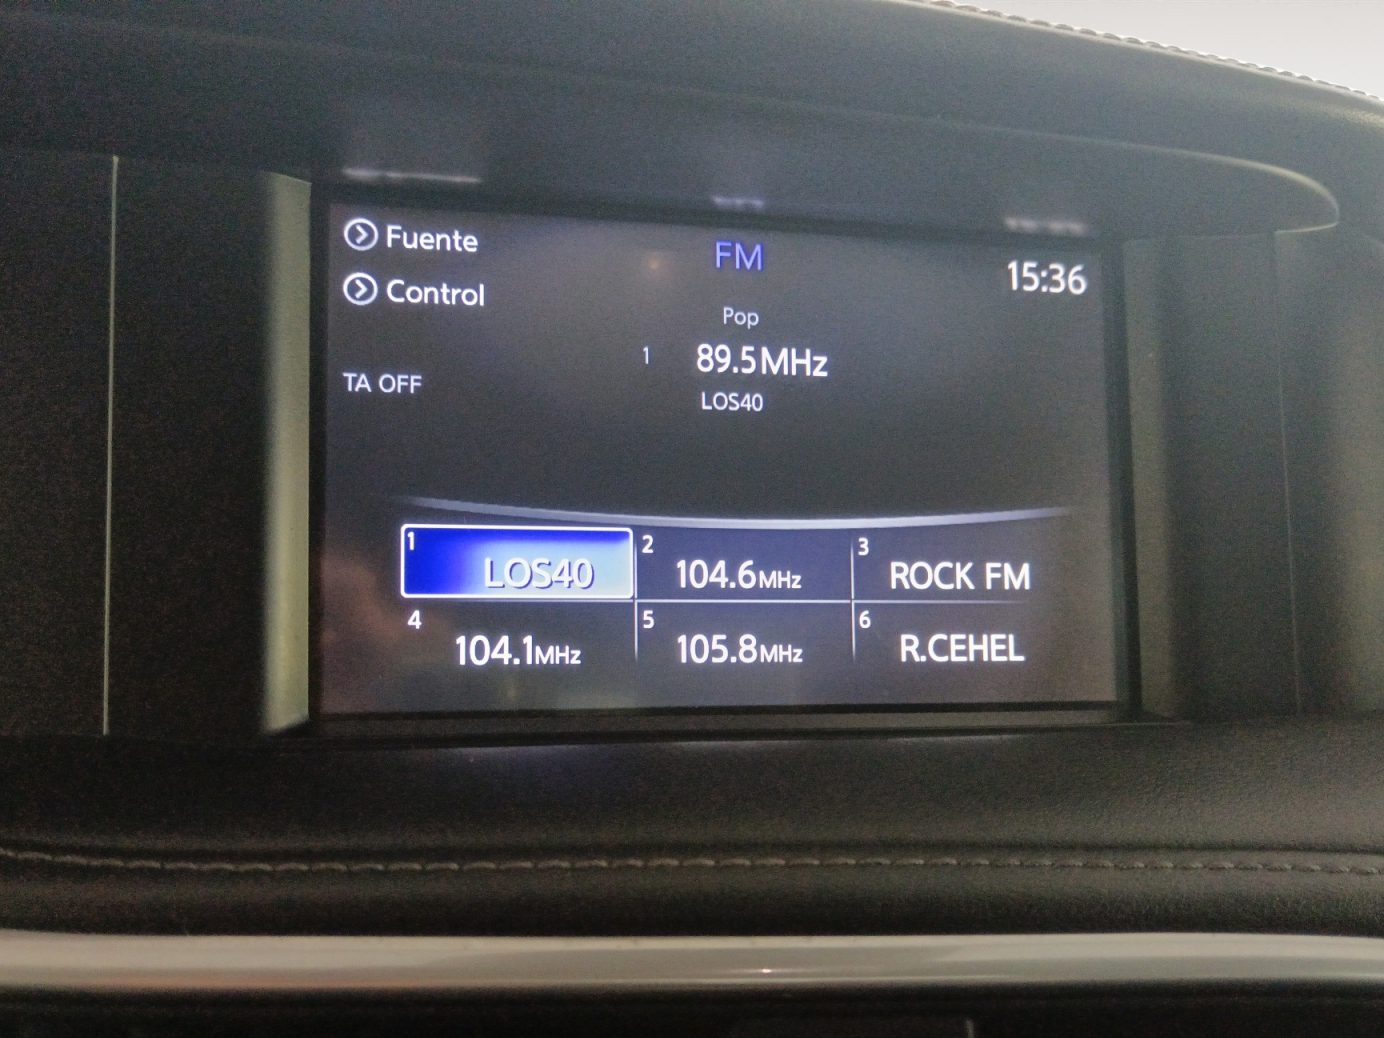 Fuente
FM
15:36
Control
Pop
1 89.5MHz
TA OFF
LOS40
1 LOS40
2 104.6MHz
3 ROCK FM
4 104.1MHz
5 105.8MHz
6 R.CEHEL